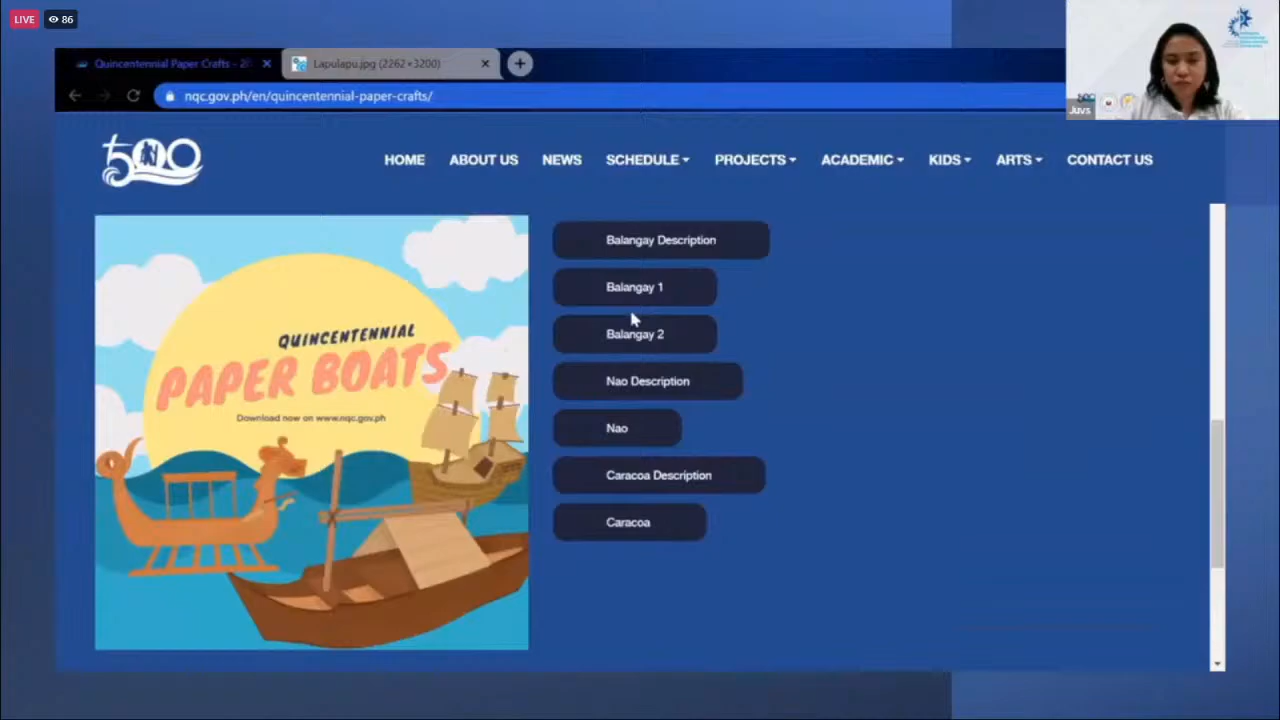 LIVE
86
Quincentennial Paper Crafts - 2
Lapulapu.jpg (2262×3200)
nqc.gov.ph/en/quincentennial-paper-crafts/
Juvs
500
HOME
ABOUT US
NEWS
SCHEDULE
PROJECTS
ACADEMIC
KIDS
ARTS
CONTACT US
QUINCENTENNIAL
PAPER BOATS
Download now on www.nqc.gov.ph
Balangay Description
Balangay 1
Balangay 2
Nao Description
Nao
Caracoa Description
Caracoa